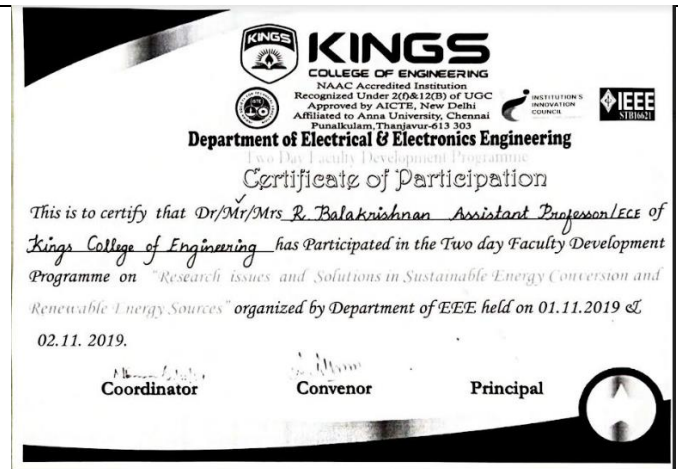 KINGS
KINGS
COLLEGE OF ENGINEERING
NAAC Accredited Institution
Recognized Under 2(f)&12(B) of UGC
Approved by AICTE, New Delhi
Affiliated to Anna University, Chennai
Punalkulam, Thanjavur-613 303
INSTITUTION'S
INNOVATION
COUNCIL
IEEE
STB16621
Department of Electrical & Electronics Engineering
Two Day Faculty Development Programme
Certificate of Participation
This is to certify that Dr/Mr/Mrs R. Balakrishnan Assistant Professor/ECE of
Kings College of Engineering has Participated in the Two day Faculty Development
Programme on "Research issues and Solutions in Sustainable Energy Conversion and
Renewable Energy Sources" organized by Department of EEE held on 01.11.2019 &
02.11. 2019.
Coordinator Convenor Principal